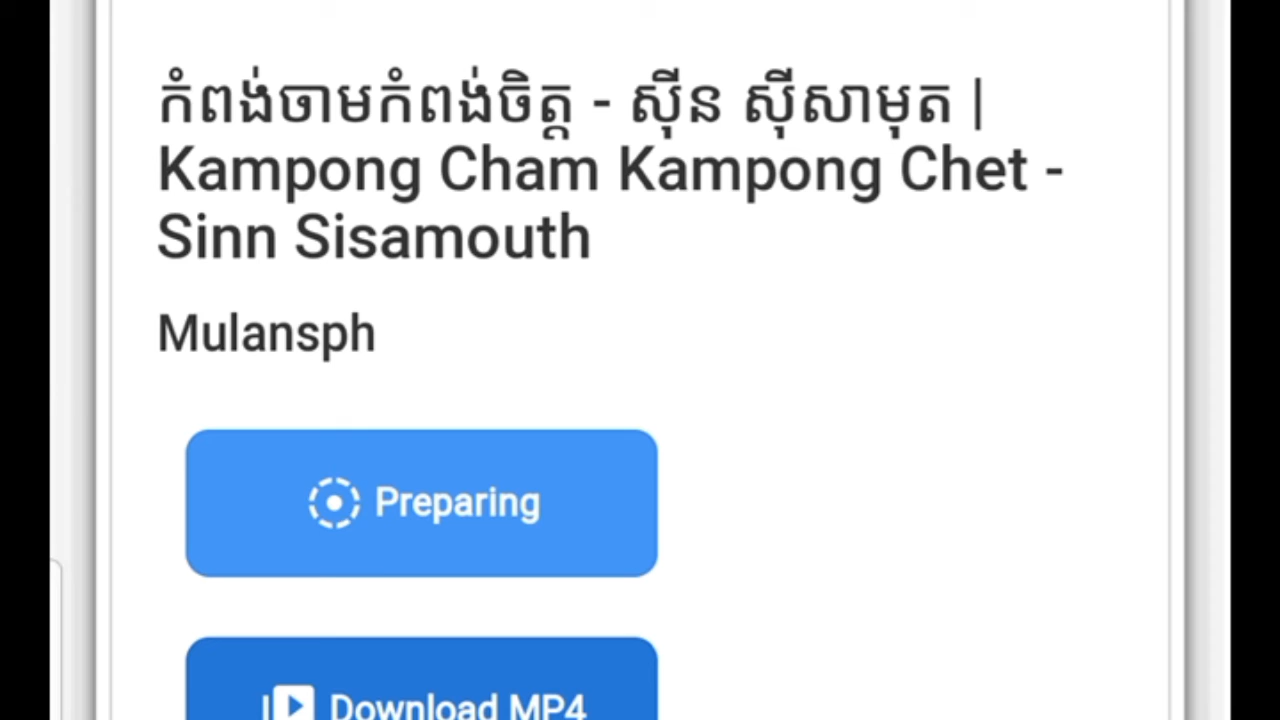 កំពង់ចាមកំពង់ចិត្ត - ស៊ីន ស៊ីសាមុត |
Kampong Cham Kampong Chet -
Sinn Sisamouth
Mulansph
Preparing
Download MP4